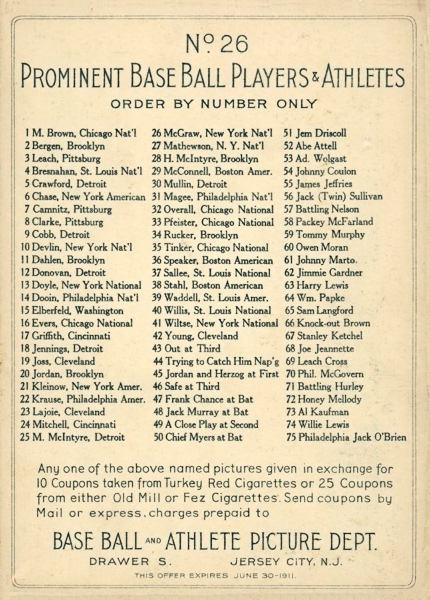 Nº 26
PROMINENT BASE BALL PLAYERS & ATHLETES
ORDER BY NUMBER ONLY
1 M. Brown, Chicago Nat'l
2 Bergen, Brooklyn
3 Leach, Pittsburg
4 Bresnahan, St. Louis Nat'l
5 Crawford, Detroit
6 Chase, New York American
7 Camnitz, Pittsburg
8 Clarke, Pittsburg
9 Cobb, Detroit
10 Devlin, New York Nat'l
11 Dahlen, Brooklyn
12 Donovan, Detroit
13 Doyle, New York National
14 Dooin, Philadelphia Nat'l
15 Elberfeld, Washington
16 Evers, Chicago National
17 Griffith, Cincinnati
18 Jennings, Detroit
19 Joss, Cleveland
20 Jordan, Brooklyn
21 Kleinow, New York Amer.
22 Krause, Philadelphia Amer.
23 Lajoie, Cleveland
24 Mitchell, Cincinnati
25 M. McIntyre, Detroit
26 McGraw, New York Nat'l
27 Mathewson, N. Y. Nat'l
28 H. McIntyre, Brooklyn
29 McConnell, Boston Amer.
30 Mullin, Detroit
31 Magee, Philadelphia Nat'l
32 Overall, Chicago National
33 Pfeister, Chicago National
34 Rucker, Brooklyn
35 Tinker, Chicago National
36 Speaker, Boston American
37 Sallee, St. Louis National
38 Stahl, Boston American
39 Waddell, St. Louis Amer.
40 Willis, St. Louis National
41 Wiltse, New York National
42 Young, Cleveland
43 Out at Third
44 Trying to Catch Him Nap'g
45 Jordan and Herzog at First
46 Safe at Third
47 Frank Chance at Bat
48 Jack Murray at Bat
49 A Close Play at Second
50 Chief Myers at Bat
51 Jem Driscoll
52 Abe Attell
53 Ad. Wolgast
54 Johnny Coulon
55 James Jeffries
56 Jack (Twin) Sullivan
57 Battling Nelson
58 Packey McFarland
59 Tommy Murphy
60 Owen Moran
61 Johnny Marto.
62 Jimmie Gardner
63 Harry Lewis
64 Wm. Papke
65 Sam Langford
66 Knock-out Brown
67 Stanley Ketchel
68 Joe Jeannette
69 Leach Cross
70 Phil. McGovern
71 Battling Hurley
72 Honey Mellody
73 Al Kaufman
74 Willie Lewis
75 Philadelphia Jack O'Brien
Any one of the above named pictures given in exchange for
10 Coupons taken from Turkey Red Cigarettes or 25 Coupons
from either Old Mill or Fez Cigarettes. Send coupons by
Mail or express, charges prepaid to
BASE BALL AND ATHLETE PICTURE DEPT.
DRAWER S. JERSEY CITY, N.J.
THIS OFFER EXPIRES JUNE 30-1911.